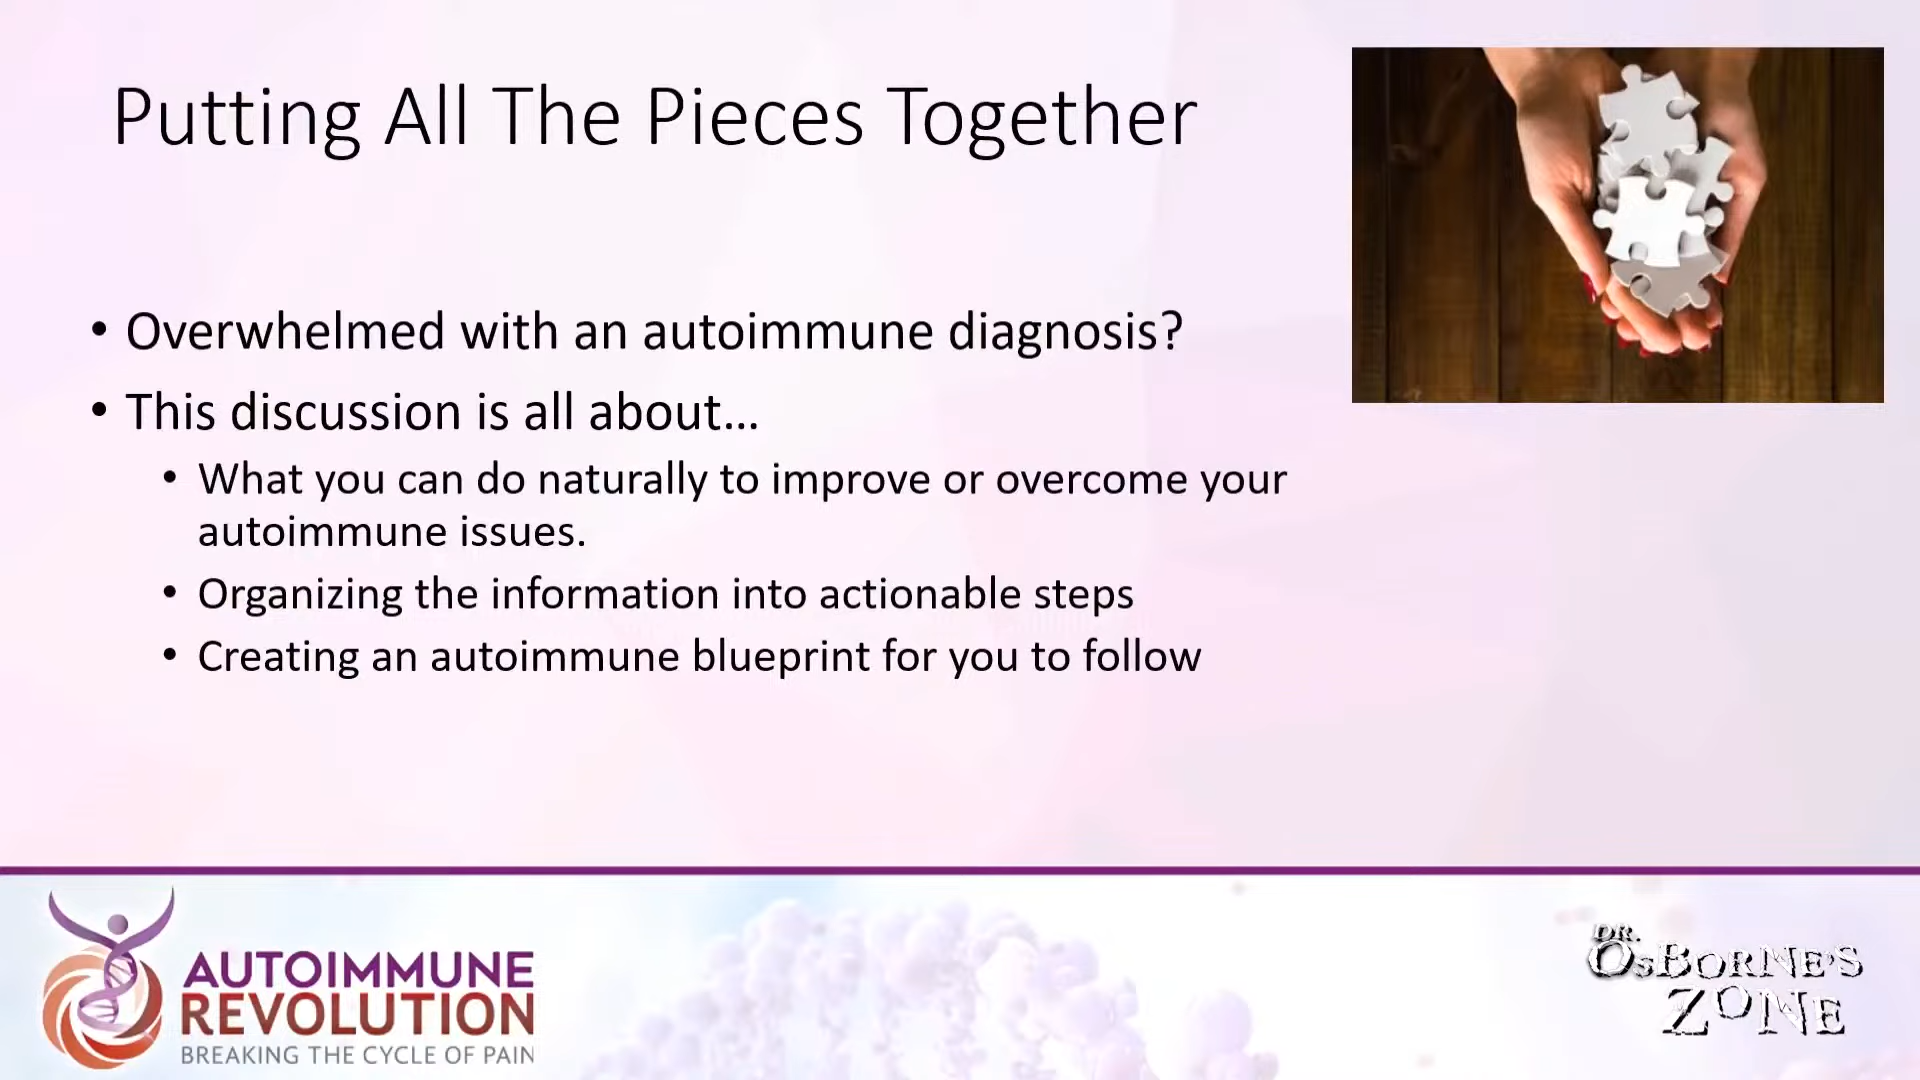 Putting All The Pieces Together
• Overwhelmed with an autoimmune diagnosis?
• This discussion is all about...
• What you can do naturally to improve or overcome your
autoimmune issues.
• Organizing the information into actionable steps
• Creating an autoimmune blueprint for you to follow
AUTOIMMUNE
REVOLUTION
BREAKING THE CYCLE OF PAIN
DR.
OSBORNE'S
ZONE